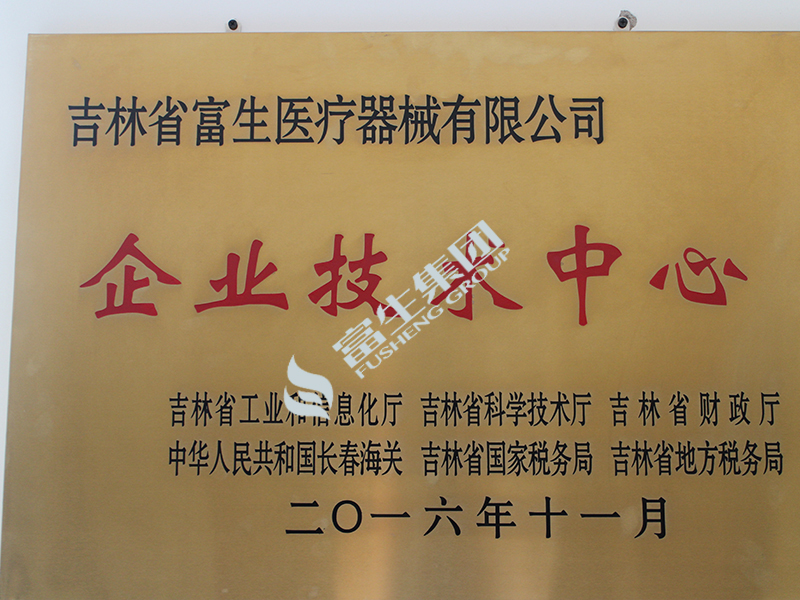 吉林省富生医疗器械有限公司
企业技术中心
富生集团
FUSHENG GROUP
吉林省工业和信息化厅 吉林省科学技术厅 吉林省财政厅
中华人民共和国长春海关 吉林省国家税务局 吉林省地方税务局
二〇一六年十一月